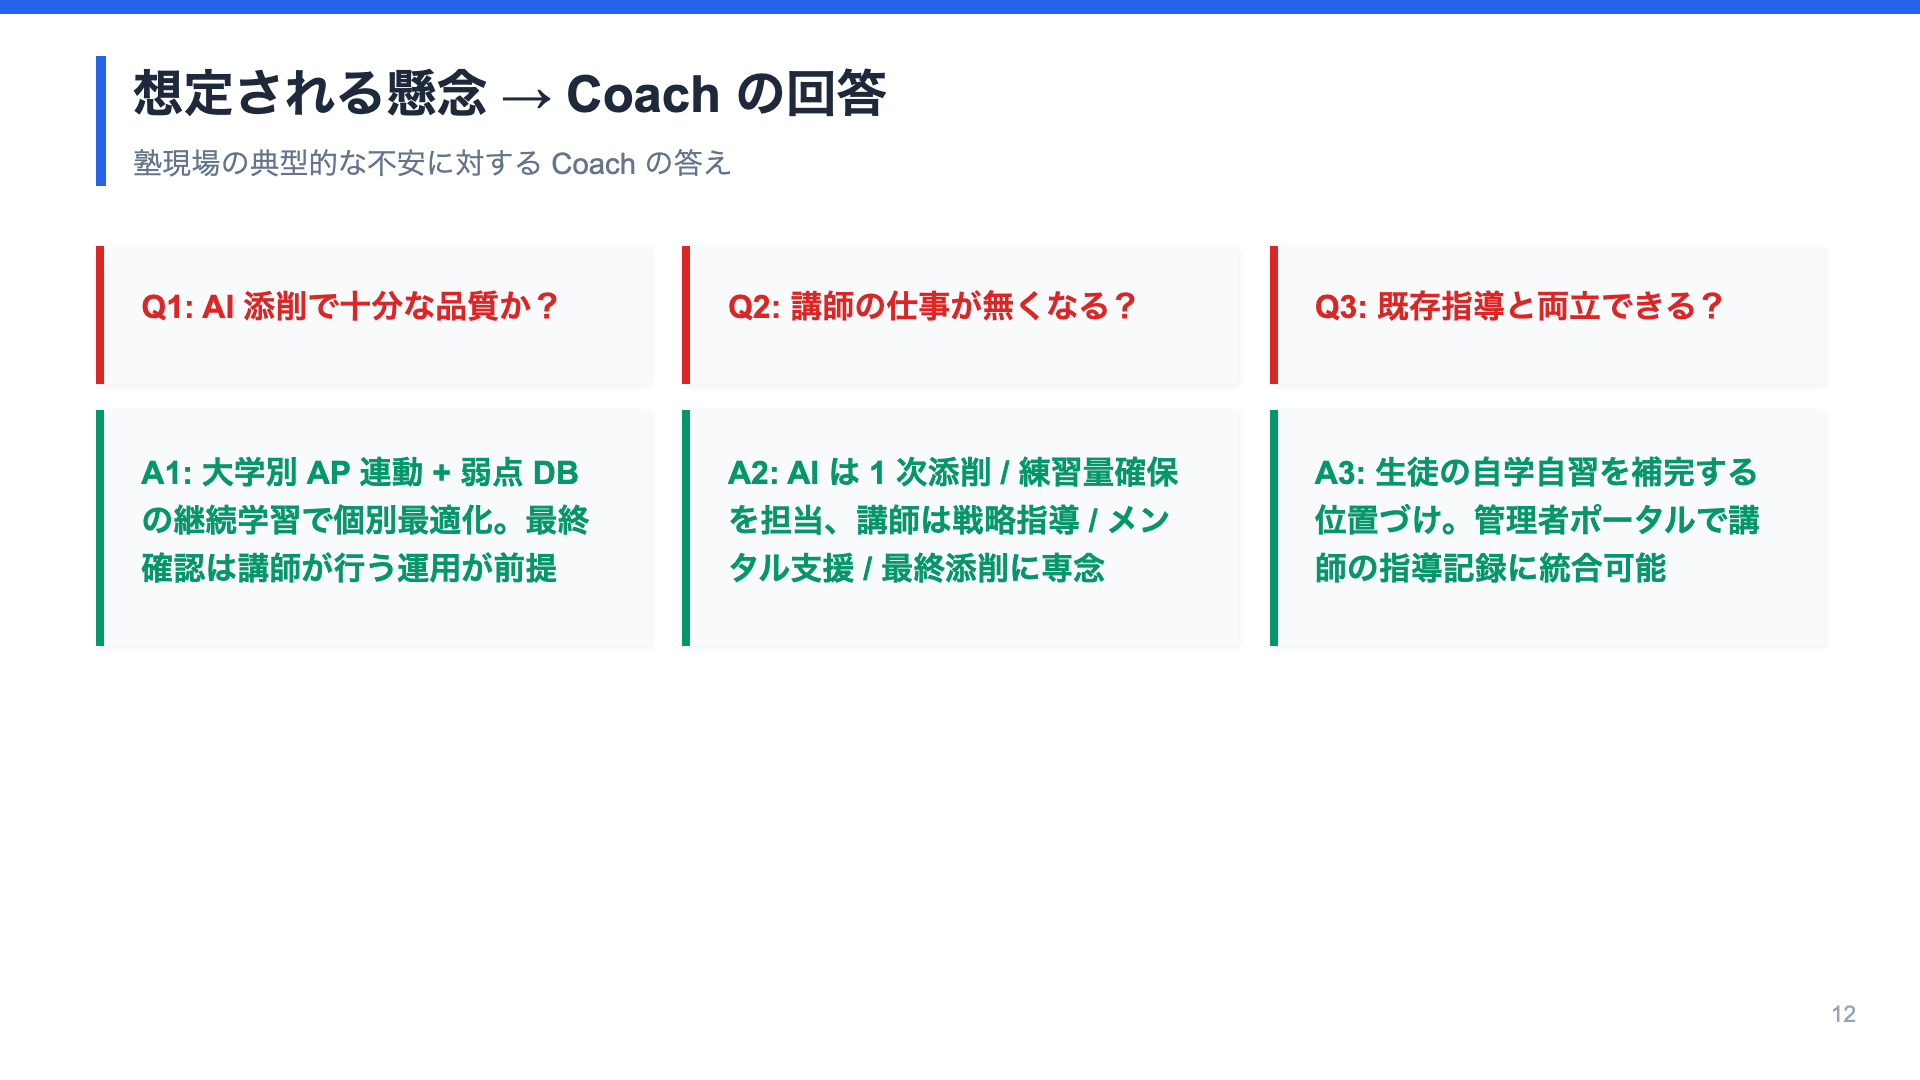 想定される懸念 → Coach の回答
塾現場の典型的な不安に対する Coach の答え
Q1: AI 添削で十分な品質か？
Q2: 講師の仕事が無くなる？
Q3: 既存指導と両立できる？
A1: 大学別 AP 連動 + 弱点 DB
の継続学習で個別最適化。最終
確認は講師が行う運用が前提
A2: AI は 1 次添削 / 練習量確保
を担当、講師は戦略指導 / メン
タル支援 / 最終添削に専念
A3: 生徒の自学自習を補完する
位置づけ。管理者ポータルで講
師の指導記録に統合可能
12